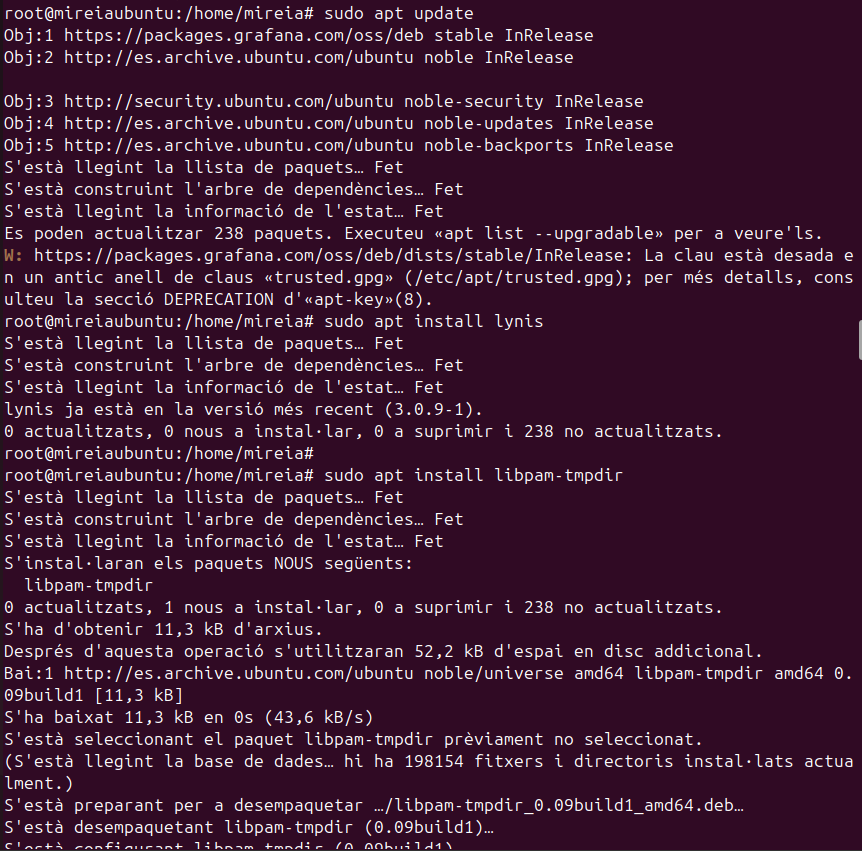 root@mireiaubuntu:/home/mireia# sudo apt update
Obj:1 https://packages.grafana.com/oss/deb stable InRelease
Obj:2 http://es.archive.ubuntu.com/ubuntu noble InRelease
Obj:3 http://security.ubuntu.com/ubuntu noble-security InRelease
Obj:4 http://es.archive.ubuntu.com/ubuntu noble-updates InRelease
Obj:5 http://es.archive.ubuntu.com/ubuntu noble-backports InRelease
S'està llegint la llista de paquets… Fet
S'està construint l'arbre de dependències… Fet
S'està llegint la informació de l'estat… Fet
Es poden actualitzar 238 paquets. Executeu «apt list --upgradable» per a veure'ls.
W: https://packages.grafana.com/oss/deb/dists/stable/InRelease: La clau està desada e
n un antic anell de claus «trusted.gpg» (/etc/apt/trusted.gpg); per més detalls, cons
ulteu la secció DEPRECATION d'«apt-key»(8).
root@mireiaubuntu:/home/mireia# sudo apt install lynis
S'està llegint la llista de paquets… Fet
S'està construint l'arbre de dependències… Fet
S'està llegint la informació de l'estat… Fet
lynis ja està en la versió més recent (3.0.9-1).
0 actualitzats, 0 nous a instal·lar, 0 a suprimir i 238 no actualitzats.
root@mireiaubuntu:/home/mireia#
root@mireiaubuntu:/home/mireia# sudo apt install libpam-tmpdir
S'està llegint la llista de paquets… Fet
S'està construint l'arbre de dependències… Fet
S'està llegint la informació de l'estat… Fet
S'instal·laran els paquets NOUS següents:
  libpam-tmpdir
0 actualitzats, 1 nous a instal·lar, 0 a suprimir i 238 no actualitzats.
S'ha d'obtenir 11,3 kB d'arxius.
Després d'aquesta operació s'utilitzaran 52,2 kB d'espai en disc addicional.
Bai:1 http://es.archive.ubuntu.com/ubuntu noble/universe amd64 libpam-tmpdir amd64 0.
09build1 [11,3 kB]
S'ha baixat 11,3 kB en 0s (43,6 kB/s)
S'està seleccionant el paquet libpam-tmpdir prèviament no seleccionat.
(S'està llegint la base de dades… hi ha 198154 fitxers i directoris instal·lats actua
lment.)
S'està preparant per a desempaquetar …/libpam-tmpdir_0.09build1_amd64.deb…
S'està desempaquetant libpam-tmpdir (0.09build1)…
S'està configurant libpam-tmpdir (0.09build1)